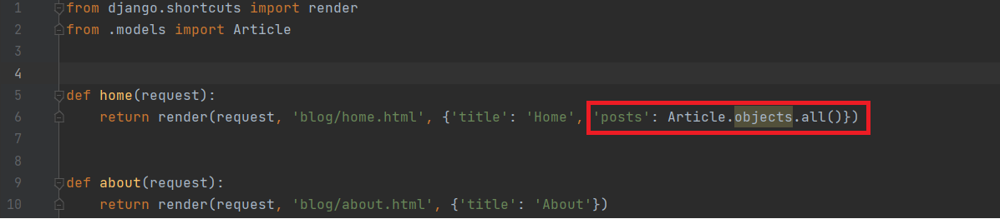 1 from django.shortcuts import render
2 from .models import Article
3
4
5 def home(request):
6     return render(request, 'blog/home.html', {'title': 'Home', 'posts': Article.objects.all()})
7
8
9 def about(request):
10     return render(request, 'blog/about.html', {'title': 'About'})